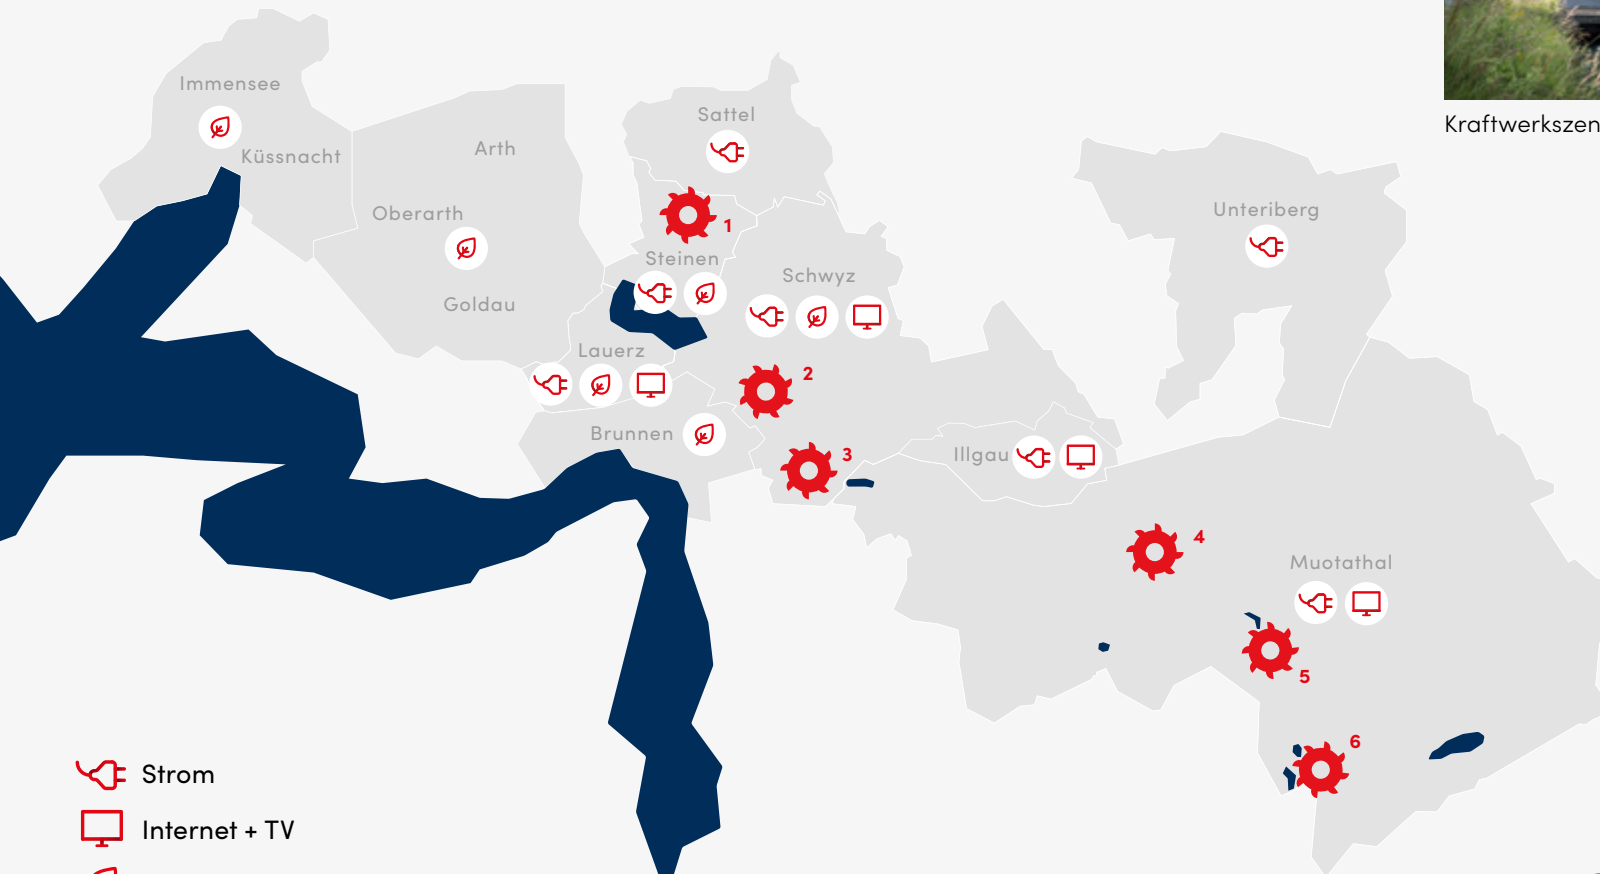 Immensee
Küssnacht
Arth
Oberarth
Goldau
Sattel
1
Steinen
Schwyz
Lauerz
2
Brunnen
3
Illgau
Unteriberg
4
Muotathal
5
6
Kraftwerkszen
Strom
Internet + TV